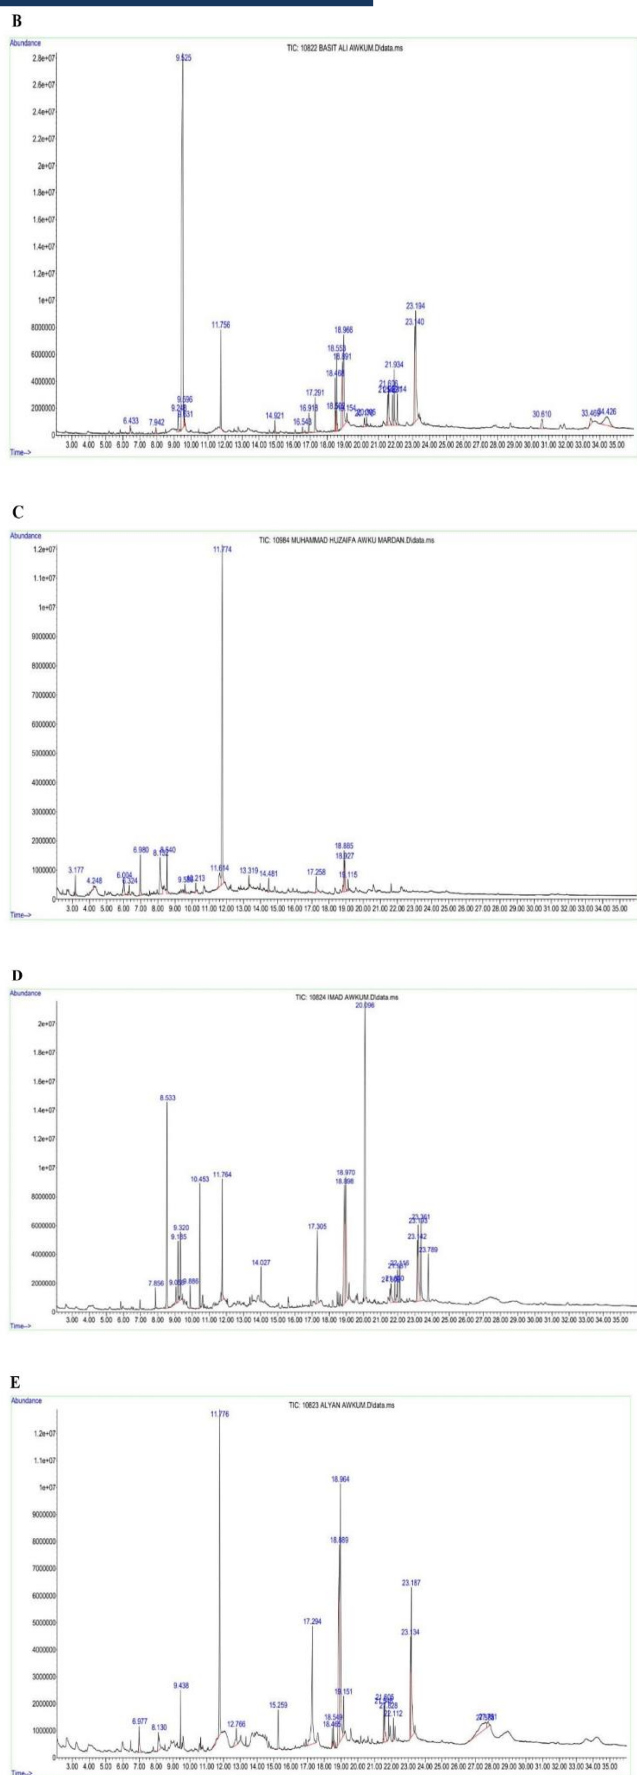 B
Abundance
TIC: 10822 BASIT ALI AWKUM.D\data.ms
2.8e+07
9.525
2.6e+07
2.4e+07
2.2e+07
2e+07
1.8e+07
1.6e+07
1.4e+07
1.2e+07
1e+07
23.194
8000000
11.756
23.140
18.966
6000000
18.553
18.891
21.934
18.468
4000000
17.291
9.596
2000000
16.918
6.433
7.942
14.921
16.543
30.610
34.426
3.00 4.00 5.00 6.00 7.00 8.00 9.00 10.00 11.00 12.00 13.00 14.00 15.00 16.00 17.00 18.00 19.00 20.00 21.00 22.00 23.00 24.00 25.00 26.00 27.00 28.00 29.00 30.00 31.00 32.00 33.00 34.00 35.00
Time-->
C
Abundance
TIC: 10984 MUHAMMAD HUZAIFA AWKU MARDAN.D\data.ms
1.2e+07
11.774
1.1e+07
1e+07
9000000
8000000
7000000
6000000
5000000
4000000
3000000
2000000
6.980
18.885
18.927
1000000
3.177
4.248
13.319
14.481
17.258
19.115
3.00 4.00 5.00 6.00 7.00 8.00 9.00 10.00 11.00 12.00 13.00 14.00 15.00 16.00 17.00 18.00 19.00 20.00 21.00 22.00 23.00 24.00 25.00 26.00 27.00 28.00 29.00 30.00 31.00 32.00 33.00 34.00 35.00
Time-->
D
Abundance
TIC: 10824 IMAD AWKUM.D\data.ms
20.096
2e+07
1.8e+07
1.6e+07
8.533
1.4e+07
1.2e+07
1e+07
10.453
11.764
18.970
18.898
8000000
6000000
9.320
9.185
17.305
23.361
23.142
23.789
4000000
14.027
2000000
7.856
9.886
3.00 4.00 5.00 6.00 7.00 8.00 9.00 10.00 11.00 12.00 13.00 14.00 15.00 16.00 17.00 18.00 19.00 20.00 21.00 22.00 23.00 24.00 25.00 26.00 27.00 28.00 29.00 30.00 31.00 32.00 33.00 34.00 35.00
Time-->
E
Abundance
TIC: 10823 ALYAN AWKUM.D\data.ms
11.776
1.2e+07
1.1e+07
1e+07
18.964
9000000
8000000
18.889
7000000
6000000
23.187
5000000
17.294
23.134
4000000
3000000
9.438
19.151
2000000
15.259
22.112
1000000
6.977
8.130
12.766
18.549
18.465
0
3.00 4.00 5.00 6.00 7.00 8.00 9.00 10.00 11.00 12.00 13.00 14.00 15.00 16.00 17.00 18.00 19.00 20.00 21.00 22.00 23.00 24.00 25.00 26.00 27.00 28.00 29.00 30.00 31.00 32.00 33.00 34.00 35.00
Time-->